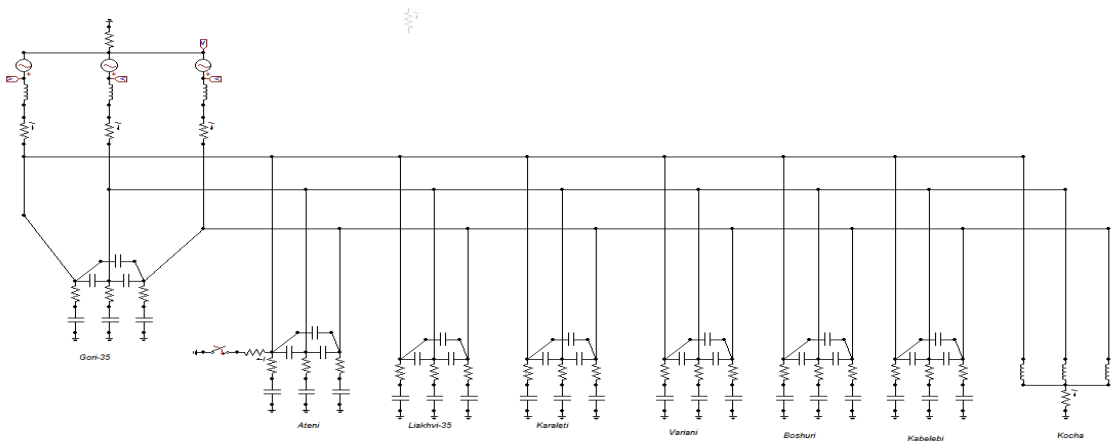 Gori-35
Ateni
Liakhvi-35
Karaleti
Variani
Boshuri
Kabelebi
Kocha